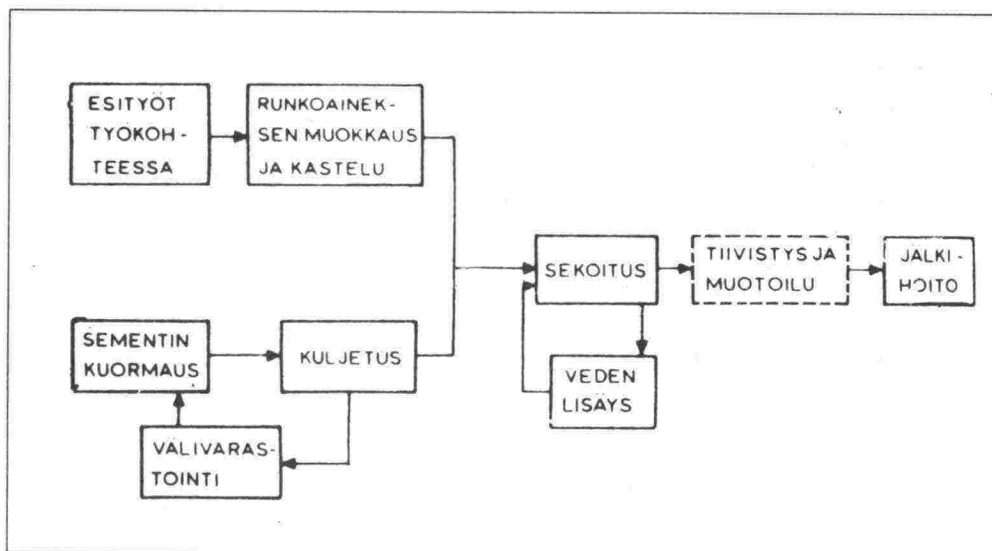 ESITYÖT
TYÖKOH-
TEESSA
RUNKOAINEK-
SEN MUOKKAUS
JA KASTELU
SEMENTIN
KUORMAUS
KULJETUS
VÄLIVARAS-
TOINTI
SEKOITUS
VEDEN
LISÄYS
TIIVISTYS JA
MUOTOILU
JÄLKI-
HOITO